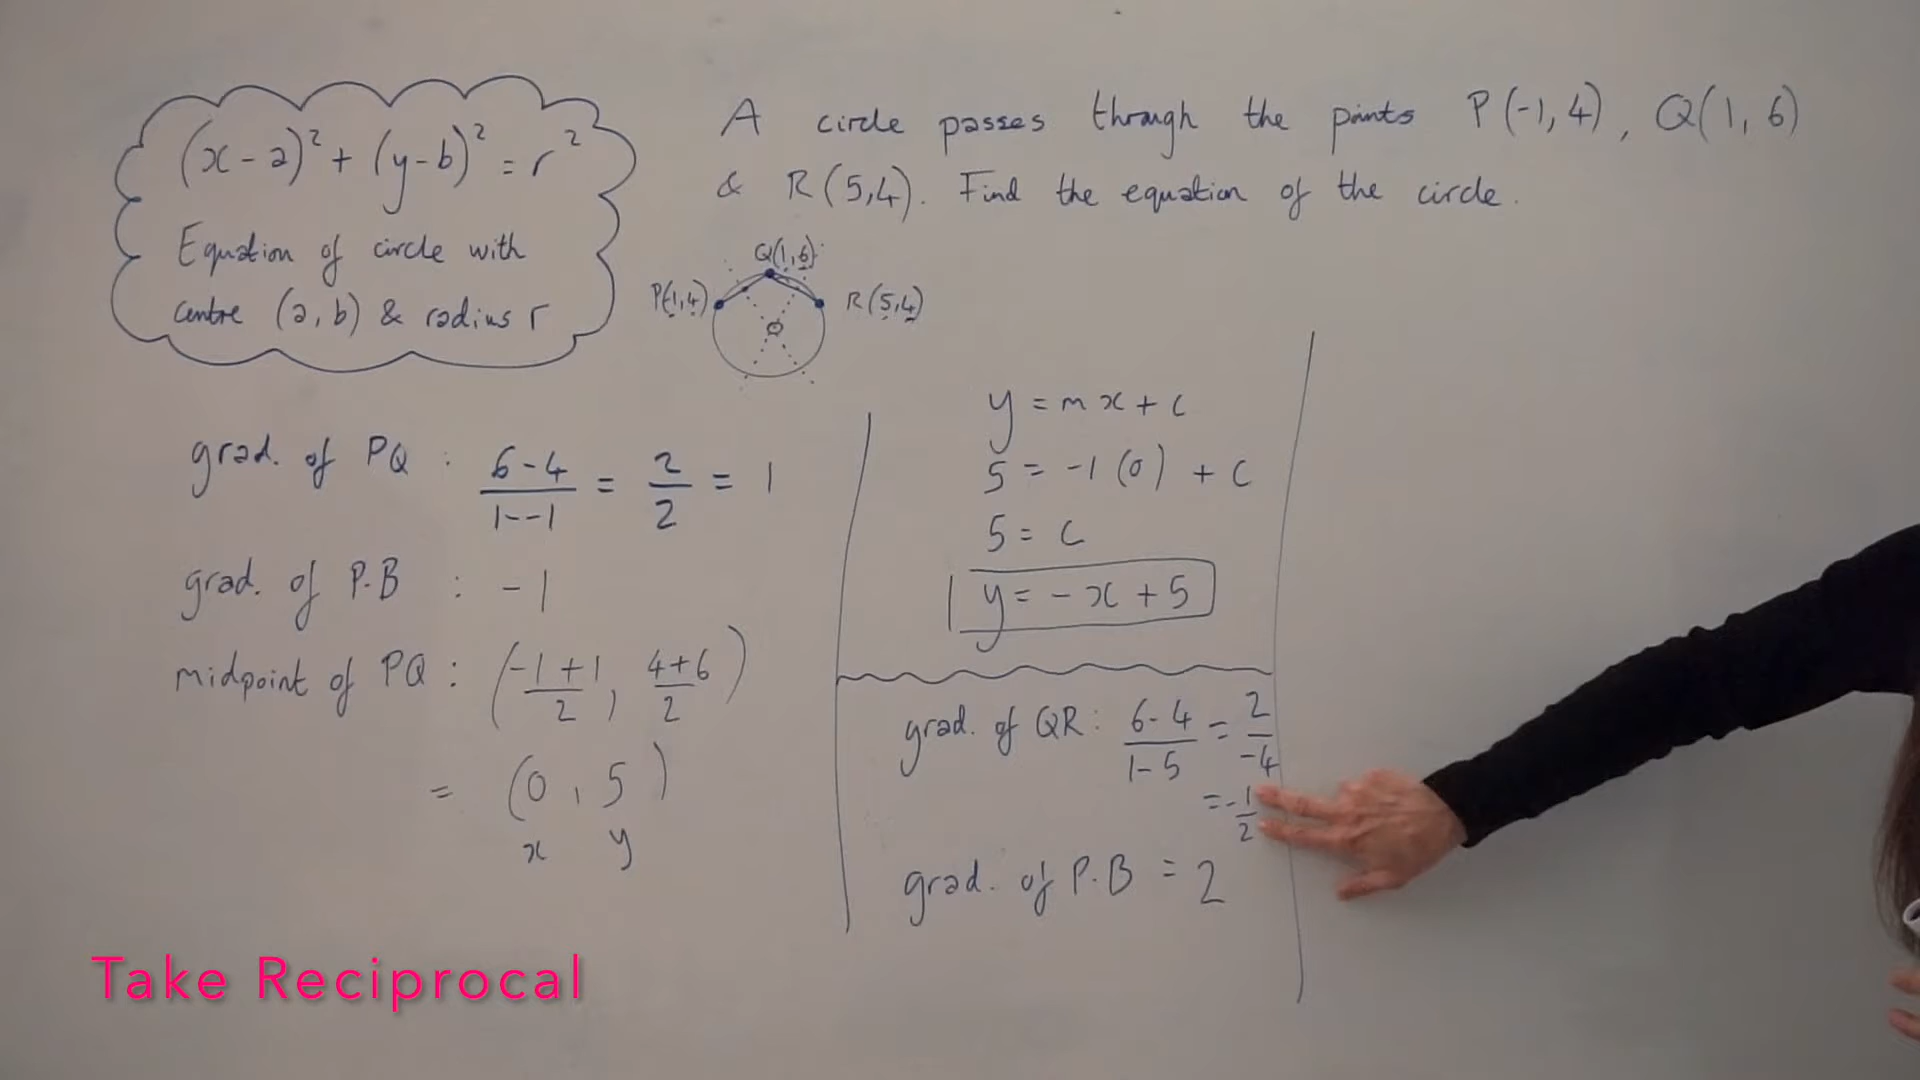 (x-a)² + (y-b)² = r²
Equation of circle with
centre (a, b) & radius r
A circle passes through the points P(-1, 4), Q(1, 6)
& R(5,4). Find the equation of the circle.
Q(1,6)
P(-1,4)
R(5,4)
grad. of PQ : 6-4/1--1 = 2/2 = 1
grad. of P.B : -1
midpoint of PQ : (-1+1/2, 4+6/2)
= (0, 5)
x y
y = mx + c
5 = -1(0) + c
5 = c
y = -x + 5
grad. of QR : 6-4/1-5 = 2/-4
= -1/2
grad. of P.B = 2
Take Reciprocal